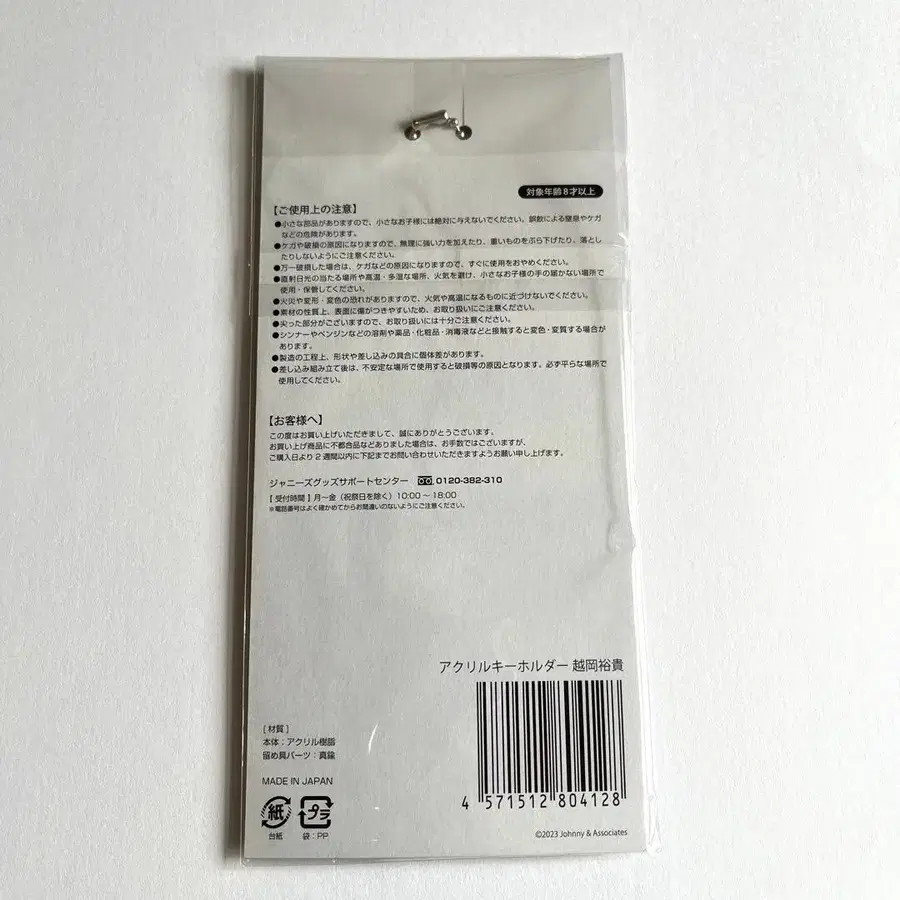 対象年齢8才以上
【ご使用上の注意】
●小さな部品がありますので、小さなお子様には絶対に与えないでください。誤飲による窒息やケガ
などの危険があります。
●ケガや破損の原因になりますので、無理に強い力を加えたり、重いものをぶら下げたり、落とし
たりしないようにご注意ください。
●万一破損した場合は、ケガなどの原因になりますので、すぐに使用をおやめください。
●直射日光の当たる場所や高温・多湿な場所、火気を避け、小さなお子様の手の届かない場所で
使用・保管してください。
●火災や変形・変色の恐れがありますので、火気や高温になるものに近づけないでください。
●素材の性質上、表面に傷がつきやすいため、お取り扱いにご注意ください。
●尖った部分がございますので、お取り扱いには十分ご注意ください。
●シンナーやベンジンなどの溶剤や薬品・化粧品・消毒液などと接触すると変色・変質する場合が
あります。
●製造の工程上、形状や差し込みの具合に個体差があります。
●差し込み組み立て後は、不安定な場所で使用すると破損等の原因となります。必ず平らな場所で
使用してください。
【お客様へ】
この度はお買い上げいただきまして、誠にありがとうございます。
お買い上げ商品に不都合品などありました場合は、お手数ではございますが、
ご購入日より2週間以内に下記までお問い合わせいただきますようお願い申し上げます。
ジャニーズグッズサポートセンター 0120-382-310
[ 受付時間 ] 月～金（祝祭日を除く）10:00～18:00
※電話番号はよく確かめてからお間違いのないようにご注意ください。
アクリルキーホルダー 越岡裕貴
[ 材質 ]
本体：アクリル樹脂
留め具パーツ：真鍮
MADE IN JAPAN
紙 プラ
台紙 袋：PP
4 571512 804128
©2023 Johnny & Associates